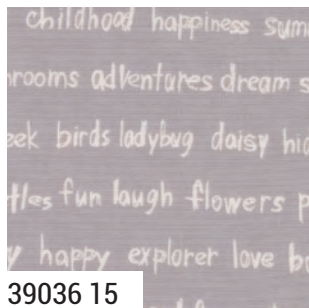 childhood happiness
adventures dream
birds ladybug daisy
fun laugh flowers
happy explorer love
39036 15